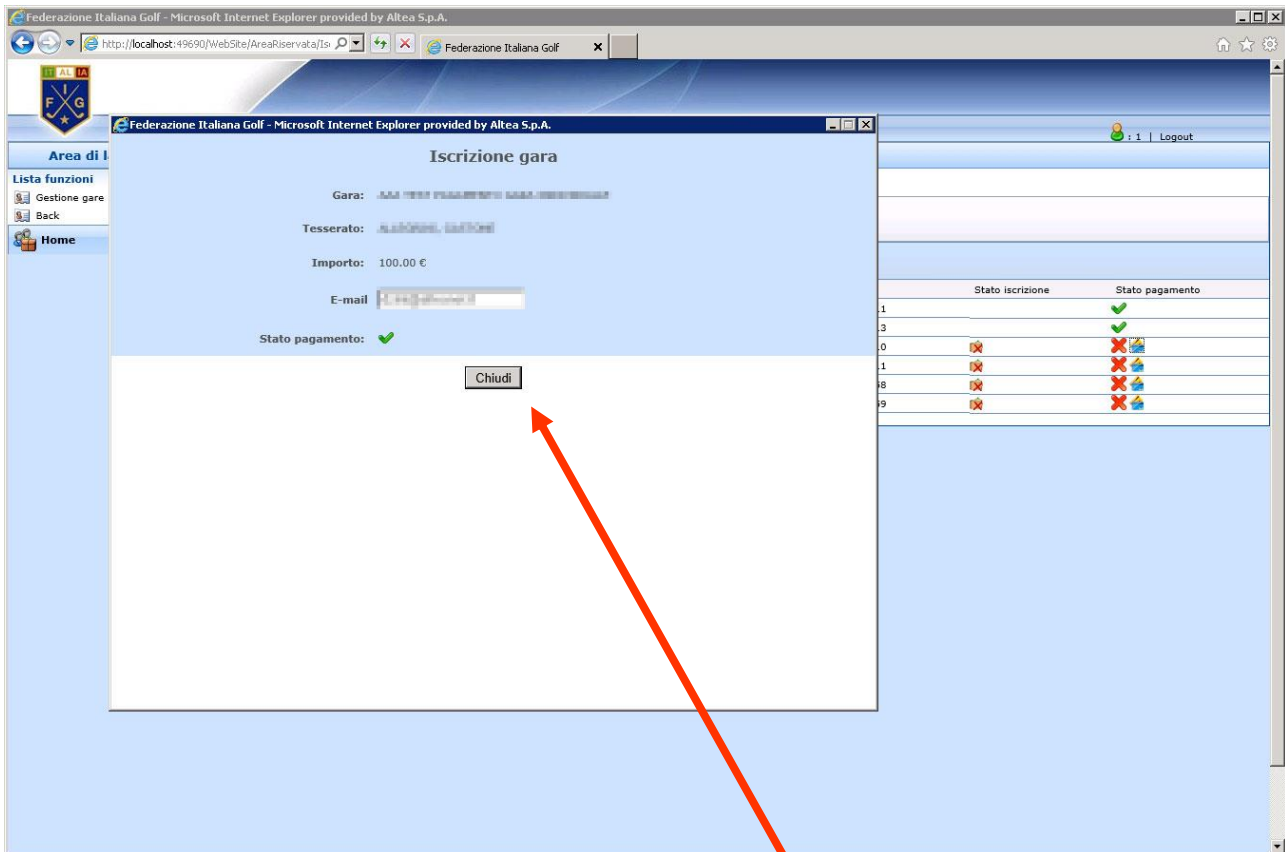 Federazione Italiana Golf - Microsoft Internet Explorer provided by Altea S.p.A.
http://localhost:49690/WebSite/AreaRiservata/Is
Federazione Italiana Golf
IT AL IA
F I G
Federazione Italiana Golf - Microsoft Internet Explorer provided by Altea S.p.A.
: 1 | Logout
Area di l
Iscrizione gara
Lista funzioni
Gestione gare
Back
Home
Gara:
Tesserato:
Importo: 100.00 €
E-mail
Stato pagamento:
Chiudi
Stato iscrizione Stato pagamento
1
3
0
1
58
59